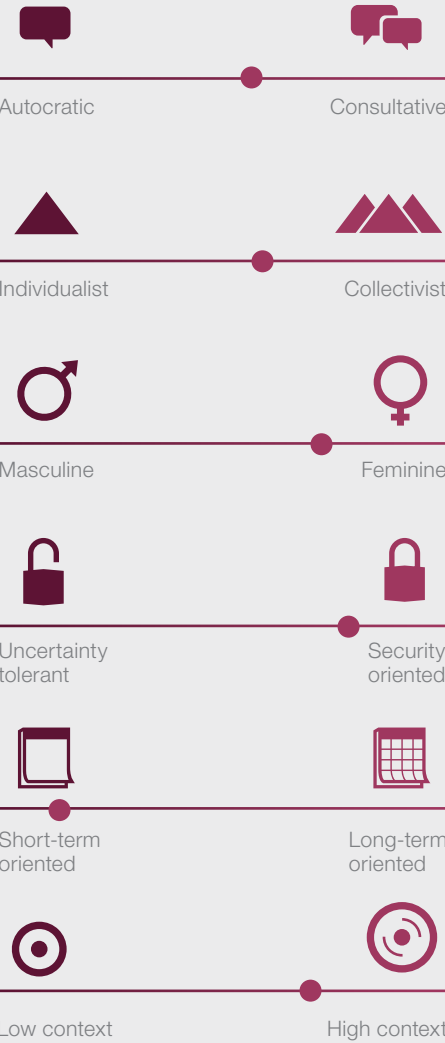 Autocratic
Consultative
Individualist
Collectivist
Masculine
Feminine
Uncertainty
tolerant
Security
oriented
Short-term
oriented
Long-term
oriented
Low context
High context